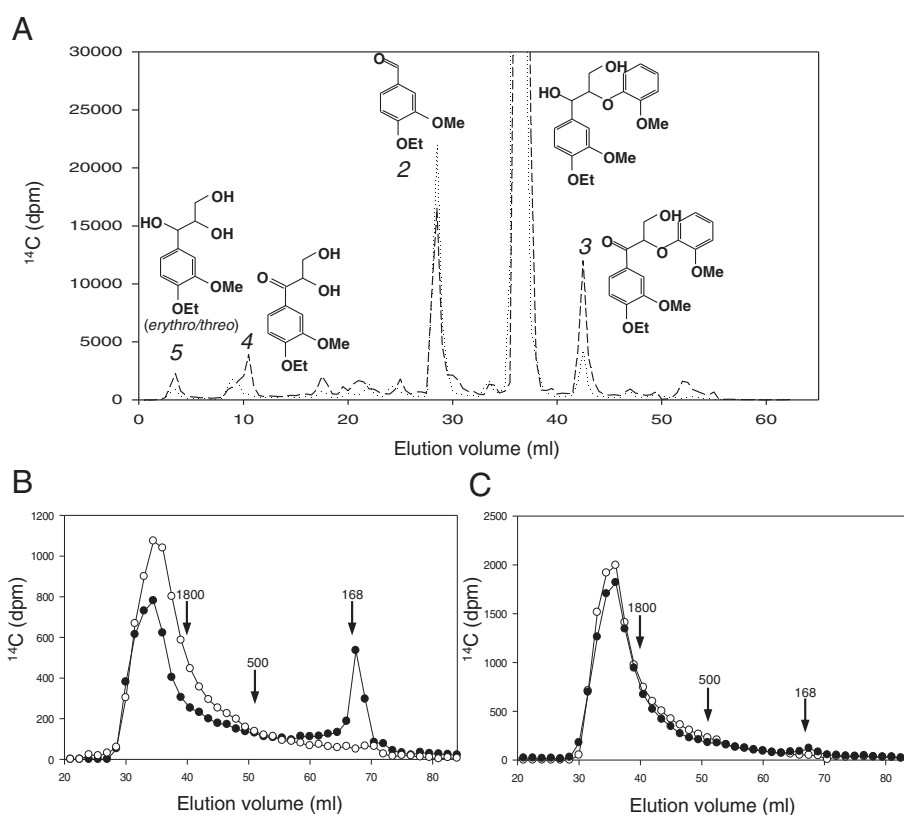 A
30000
25000
20000
15000
10000
5000
0
¹⁴C (dpm)
0 10 20 30 40 50 60
Elution volume (ml)
OH
HO
OH
OMe
OEt
(erythro/threo)
5
OH
O
OH
OMe
OEt
4
O
OMe
OEt
2
OH
HO
O
OMe
OMe
OEt
3
OH
O
O
OMe
OMe
OEt
B
1200
1000
800
600
400
200
0
¹⁴C (dpm)
1800
500
168
20 30 40 50 60 70 80
Elution volume (ml)
C
2500
2000
1500
1000
500
0
¹⁴C (dpm)
1800
500
168
20 30 40 50 60 70 80
Elution volume (ml)